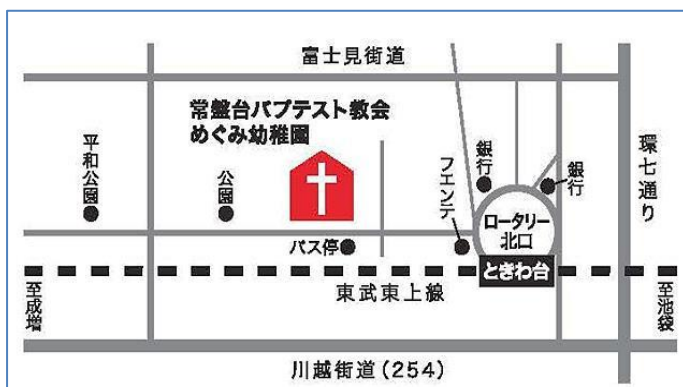 富士見街道
常盤台バプテスト教会
めぐみ幼稚園
平和公園
公園
バス停
フエンテ
銀行
銀行
環七通り
ロータリー
北口
ときわ台
東武東上線
至成増
至池袋
川越街道(254)